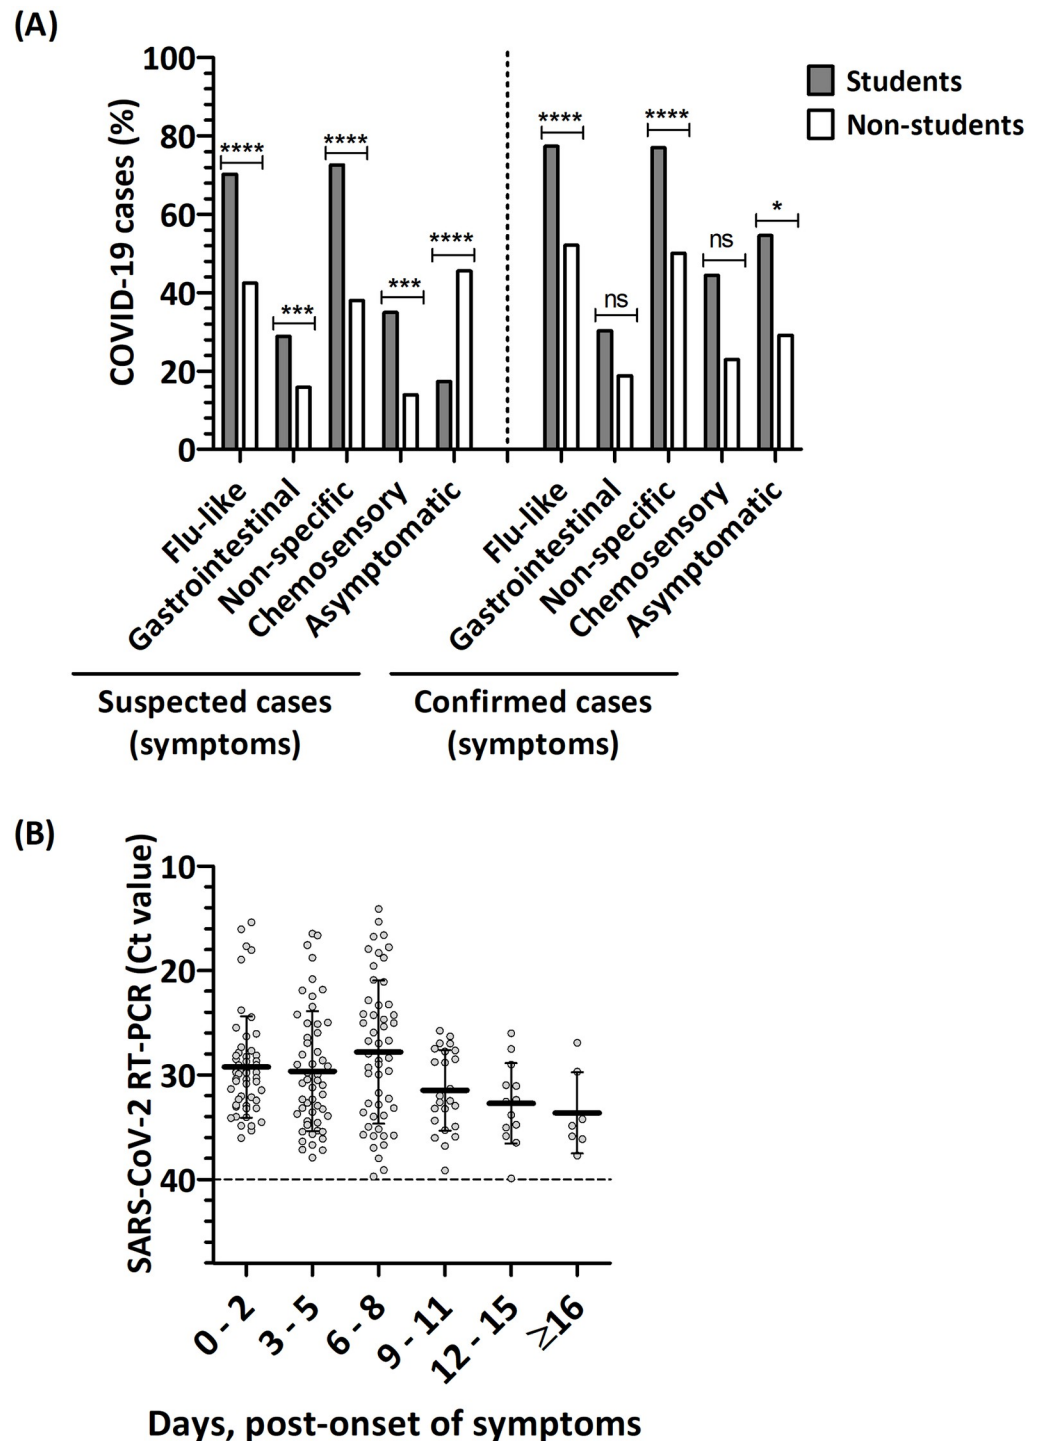 (A)
COVID-19 cases (%)
100
80
60
40
20
0
****
***
****
***
****
****
ns
****
ns
*
Students
Non-students
Flu-like
Gastrointestinal
Non-specific
Chemosensory
Asymptomatic
Flu-like
Gastrointestinal
Non-specific
Chemosensory
Asymptomatic
Suspected cases
(symptoms)
Confirmed cases
(symptoms)
(B)
SARS-CoV-2 RT-PCR (Ct value)
10
20
30
40
0 - 2
3 - 5
6 - 8
9 - 11
12 - 15
≥16
Days, post-onset of symptoms